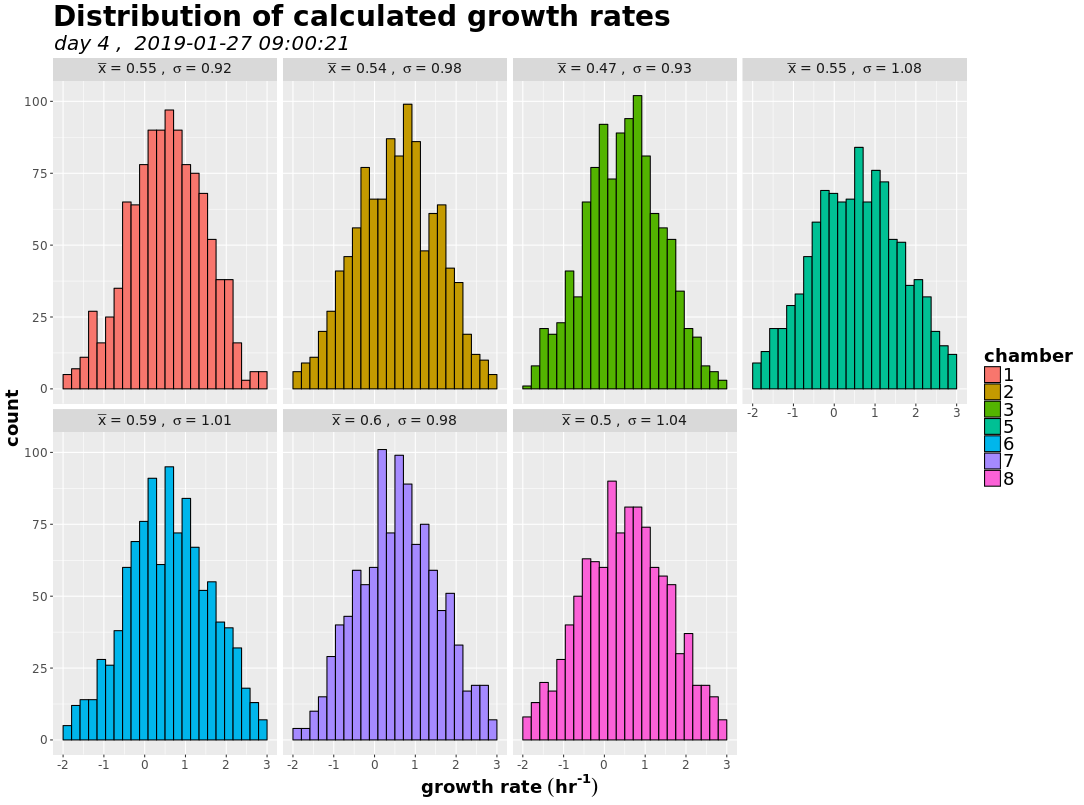 Distribution of calculated growth rates
day 4 ,  2019-01-27 09:00:21
x̅ = 0.55 ,  σ = 0.92
x̅ = 0.54 ,  σ = 0.98
x̅ = 0.47 ,  σ = 0.93
x̅ = 0.55 ,  σ = 1.08
100
75
50
25
0
-2 -1 0 1 2 3
x̅ = 0.59 ,  σ = 1.01
x̅ = 0.6 ,  σ = 0.98
x̅ = 0.5 ,  σ = 1.04
100
75
50
25
0
-2 -1 0 1 2 3
-2 -1 0 1 2 3
-2 -1 0 1 2 3
count
growth rate (hr⁻¹)
chamber
1
2
3
5
6
7
8